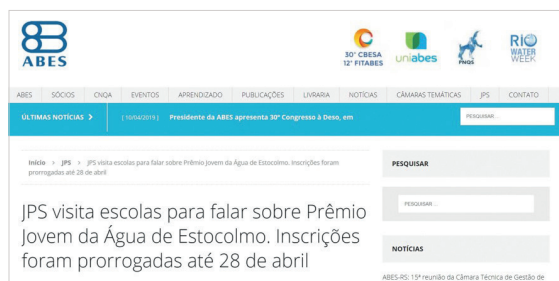 ABES
30º CBESA
12ª FITABES
uniabes
PNQS
RIO
WATER
WEEK
ABES SÓCIOS CNQA EVENTOS APRENDIZADO PUBLICAÇÕES LIVRARIA NOTÍCIAS CÂMARAS TEMÁTICAS JPS CONTATO
ÚLTIMAS NOTÍCIAS > [ 10/04/2019 ] Presidente da ABES apresenta 30º Congresso à Deso, em
PESQUISAR ...
Início > JPS > JPS visita escolas para falar sobre Prêmio Jovem da Água de Estocolmo. Inscrições foram
prorrogadas até 28 de abril
PESQUISAR
PESQUISAR ...
JPS visita escolas para falar sobre Prêmio
Jovem da Água de Estocolmo. Inscrições
foram prorrogadas até 28 de abril
NOTÍCIAS
ABES-RS: 15ª reunião da Câmara Técnica de Gestão de